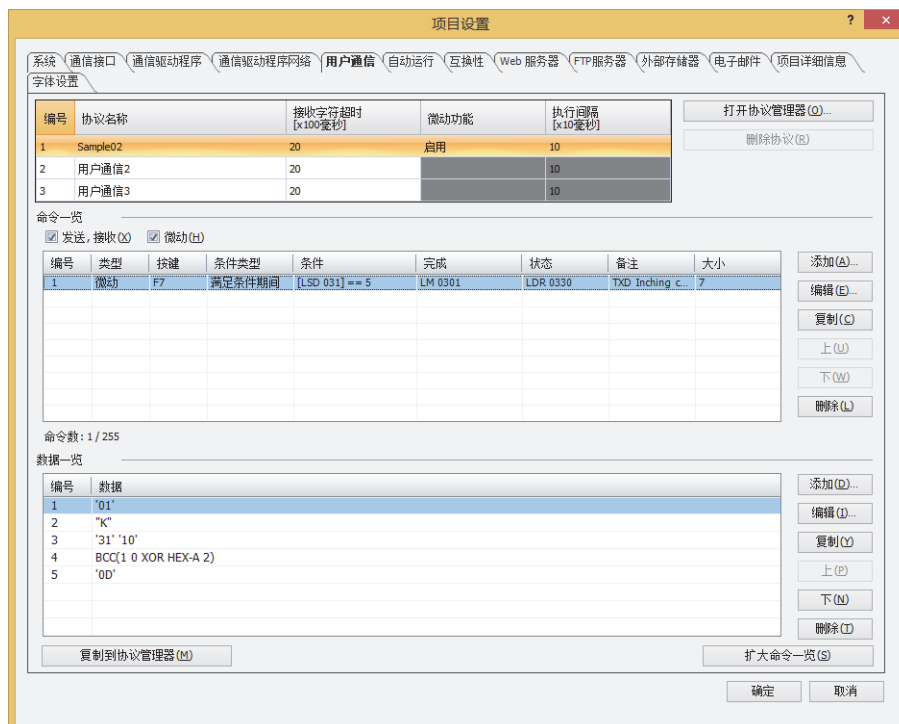 项目设置
? ×
系统 通信接口 通信驱动程序 通信驱动程序网络 用户通信 自动运行 互换性 Web 服务器 FTP服务器 外部存储器 电子邮件 项目详细信息
字体设置
编号 协议名称 接收字符超时 [x100毫秒] 微动功能 执行间隔 [x10毫秒]
1 Sample02 20 启用 10
2 用户通信2 20 10
3 用户通信3 20 10
打开协议管理器(O)...
删除协议(R)
命令一览
发送,接收(X) 微动(H)
编号 类型 按键 条件类型 条件 完成 状态 备注 大小
1 微动 F7 满足条件期间 [LSD 031] == 5 LM 0301 LDR 0330 TXD Inching c... 7
添加(A)...
编辑(E)...
复制(C)
上(U)
下(W)
删除(L)
命令数: 1 / 255
数据一览
编号 数据
1 '01'
2 "K"
3 '31' '10'
4 BCC(1 0 XOR HEX-A 2)
5 '0D'
添加(D)...
编辑(I)...
复制(Y)
上(P)
下(N)
删除(T)
复制到协议管理器(M) 扩大命令一览(S)
确定 取消